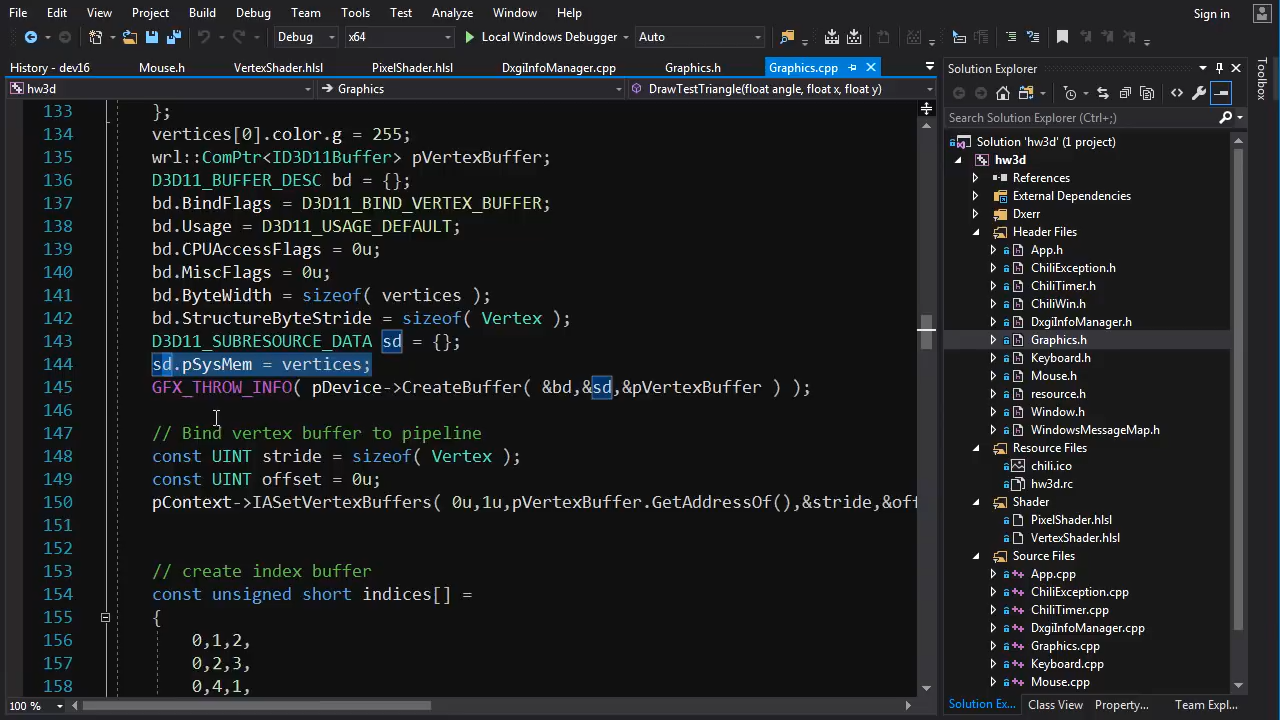 File Edit View Project Build Debug Team Tools Test Analyze Window Help
Sign in
Debug x64 Local Windows Debugger Auto
History - dev16 Mouse.h VertexShader.hlsl PixelShader.hlsl DxgiInfoManager.cpp Graphics.h Graphics.cpp
hw3d Graphics DrawTestTriangle(float angle, float x, float y)
133 };
134 vertices[0].color.g = 255;
135 wrl::ComPtr<ID3D11Buffer> pVertexBuffer;
136 D3D11_BUFFER_DESC bd = {};
137 bd.BindFlags = D3D11_BIND_VERTEX_BUFFER;
138 bd.Usage = D3D11_USAGE_DEFAULT;
139 bd.CPUAccessFlags = 0u;
140 bd.MiscFlags = 0u;
141 bd.ByteWidth = sizeof( vertices );
142 bd.StructureByteStride = sizeof( Vertex );
143 D3D11_SUBRESOURCE_DATA sd = {};
144 sd.pSysMem = vertices;
145 GFX_THROW_INFO( pDevice->CreateBuffer( &bd,&sd,&pVertexBuffer ) );
146
147 // Bind vertex buffer to pipeline
148 const UINT stride = sizeof( Vertex );
149 const UINT offset = 0u;
150 pContext->IASetVertexBuffers( 0u,1u,pVertexBuffer.GetAddressOf(),&stride,&off
151
152
153 // create index buffer
154 const unsigned short indices[] =
155 {
156 0,1,2,
157 0,2,3,
158 0,4,1,
100 %
Solution Explorer
Search Solution Explorer (Ctrl+;)
Solution 'hw3d' (1 project)
hw3d
References
External Dependencies
Dxerr
Header Files
App.h
ChiliException.h
ChiliTimer.h
ChiliWin.h
DxgiInfoManager.h
Graphics.h
Keyboard.h
Mouse.h
resource.h
Window.h
WindowsMessageMap.h
Resource Files
chili.ico
hw3d.rc
Shader
PixelShader.hlsl
VertexShader.hlsl
Source Files
App.cpp
ChiliException.cpp
ChiliTimer.cpp
DxgiInfoManager.cpp
Graphics.cpp
Keyboard.cpp
Mouse.cpp
Solution Ex... Class View Property... Team Expl...
Toolbox